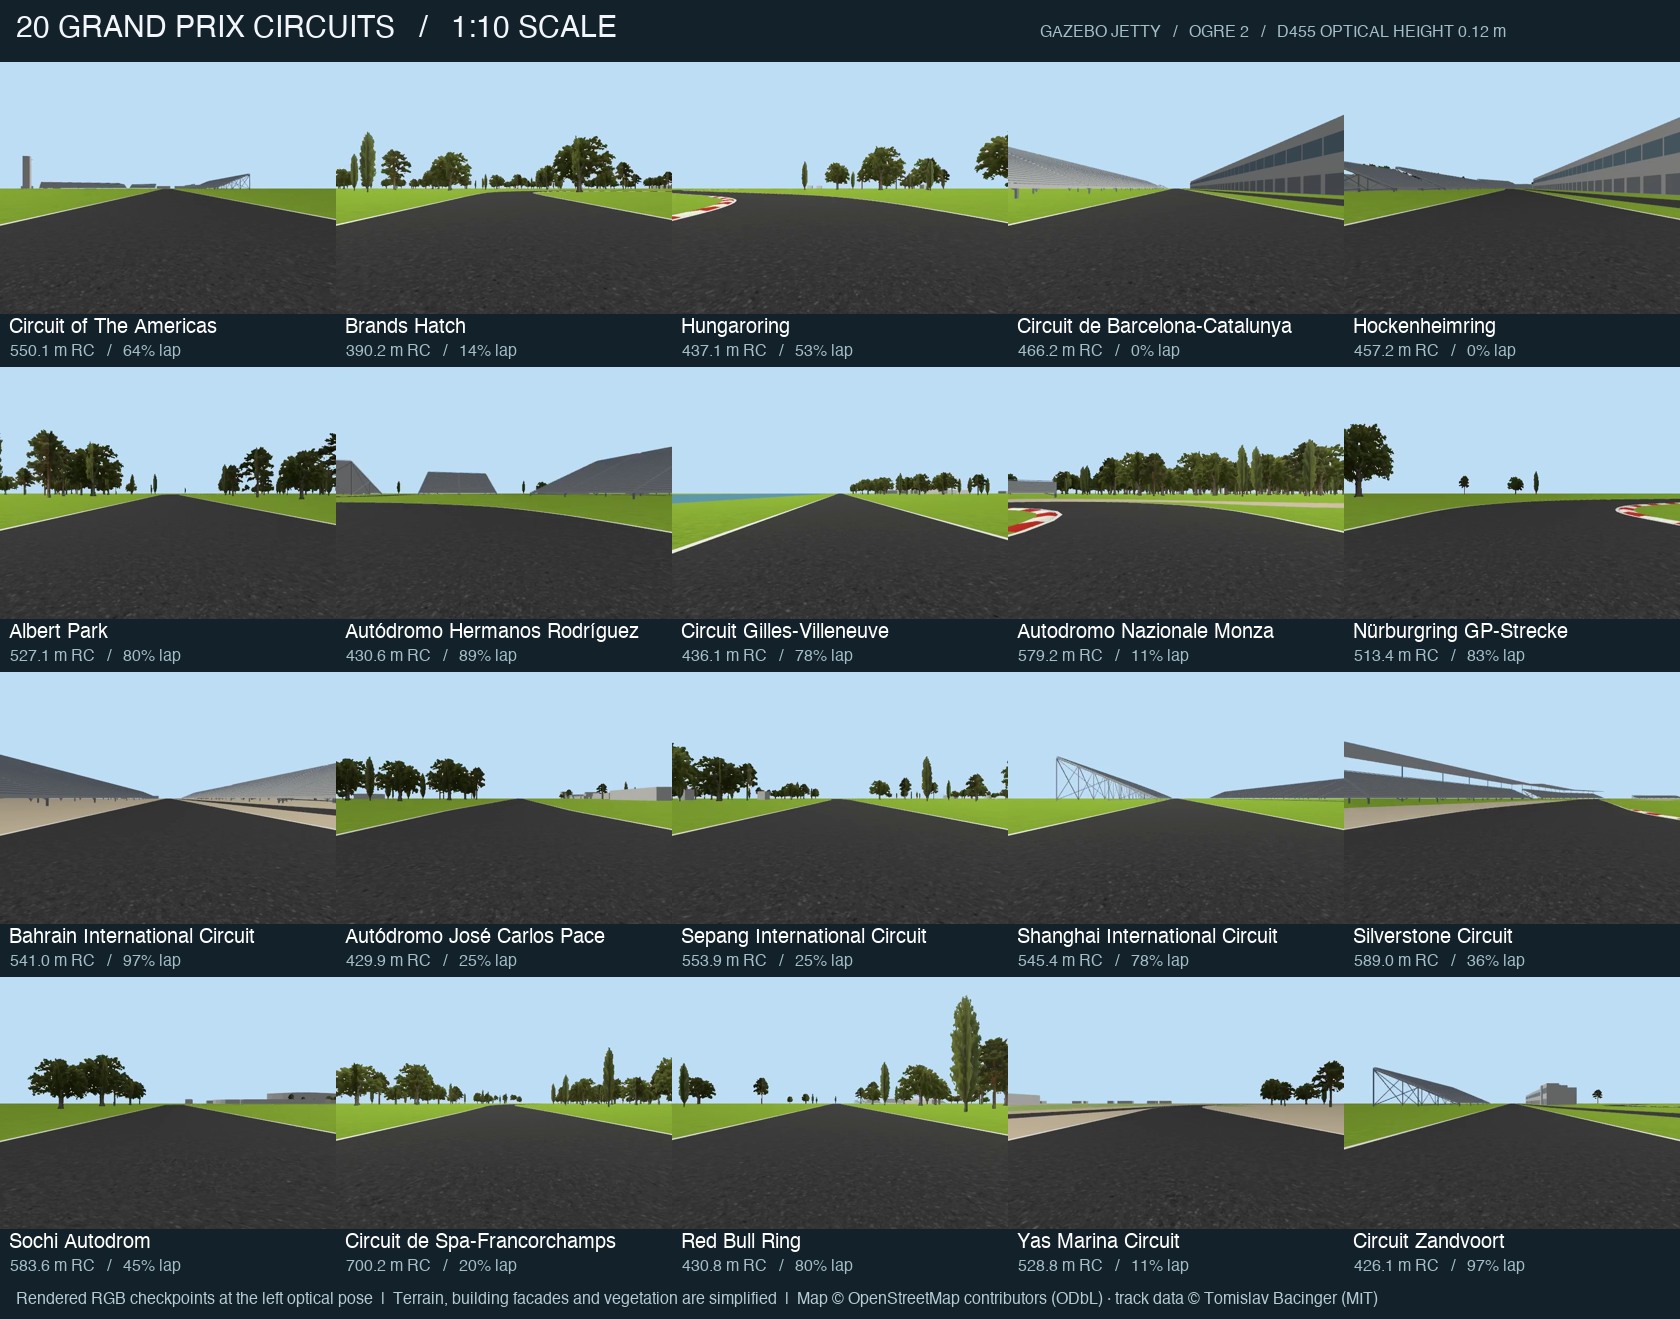 20 GRAND PRIX CIRCUITS / 1:10 SCALE
GAZEBO JETTY / OGRE 2 / D455 OPTICAL HEIGHT 0.12 m
Circuit of The Americas
550.1 m RC / 64% lap
Brands Hatch
390.2 m RC / 14% lap
Hungaroring
437.1 m RC / 53% lap
Circuit de Barcelona-Catalunya
466.2 m RC / 0% lap
Hockenheimring
457.2 m RC / 0% lap
Albert Park
527.1 m RC / 80% lap
Autódromo Hermanos Rodríguez
430.6 m RC / 89% lap
Circuit Gilles-Villeneuve
436.1 m RC / 78% lap
Autodromo Nazionale Monza
579.2 m RC / 11% lap
Nürburgring GP-Strecke
513.4 m RC / 83% lap
Bahrain International Circuit
541.0 m RC / 97% lap
Autódromo José Carlos Pace
429.9 m RC / 25% lap
Sepang International Circuit
553.9 m RC / 25% lap
Shanghai International Circuit
545.4 m RC / 78% lap
Silverstone Circuit
589.0 m RC / 36% lap
Sochi Autodrom
583.6 m RC / 45% lap
Circuit de Spa-Francorchamps
700.2 m RC / 20% lap
Red Bull Ring
430.8 m RC / 80% lap
Yas Marina Circuit
528.8 m RC / 11% lap
Circuit Zandvoort
426.1 m RC / 97% lap
Rendered RGB checkpoints at the left optical pose | Terrain, building facades and vegetation are simplified | Map © OpenStreetMap contributors (ODbL) · track data © Tomislav Bacinger (MIT)